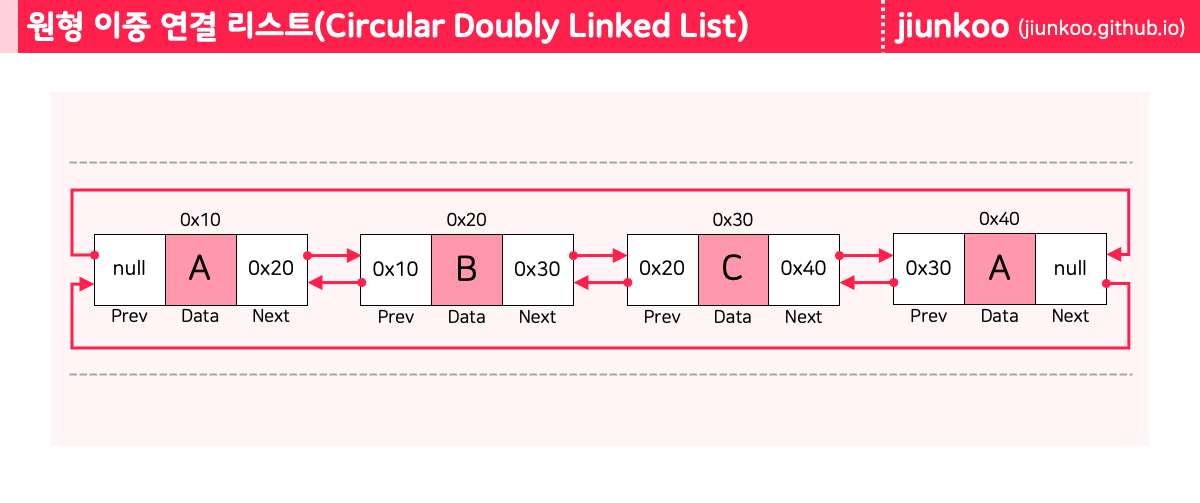 원형 이중 연결 리스트(Circular Doubly Linked List)
jiunkoo (jiunkoo.github.io)
0x10 0x20 0x30 0x40
null A 0x20 0x10 B 0x30 0x20 C 0x40 0x30 A null
Prev Data Next Prev Data Next Prev Data Next Prev Data Next